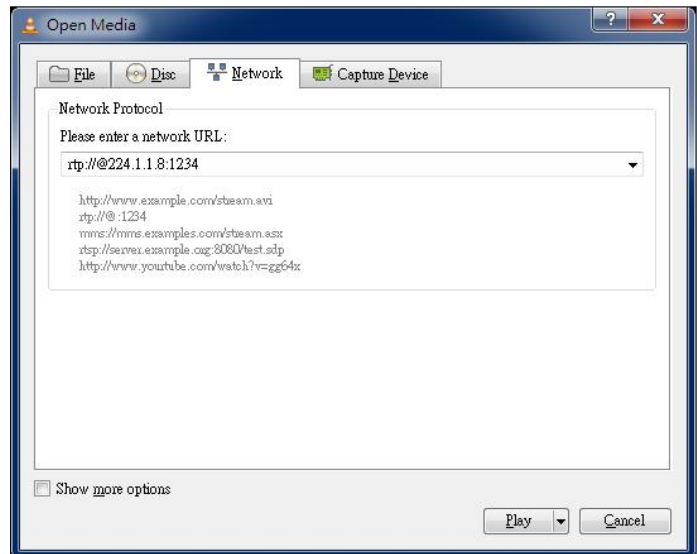 Open Media
File Disc Network Capture Device
Network Protocol
Please enter a network URL:
rtp://@224.1.1.8:1234
http://www.example.com/stream.avi
rtp://@:1234
mms://mms.examples.com/stream.asx
rtsp://server.example.org:8080/test.sdp
http://www.yourtube.com/watch?v=gg64x
Show more options
Play Cancel